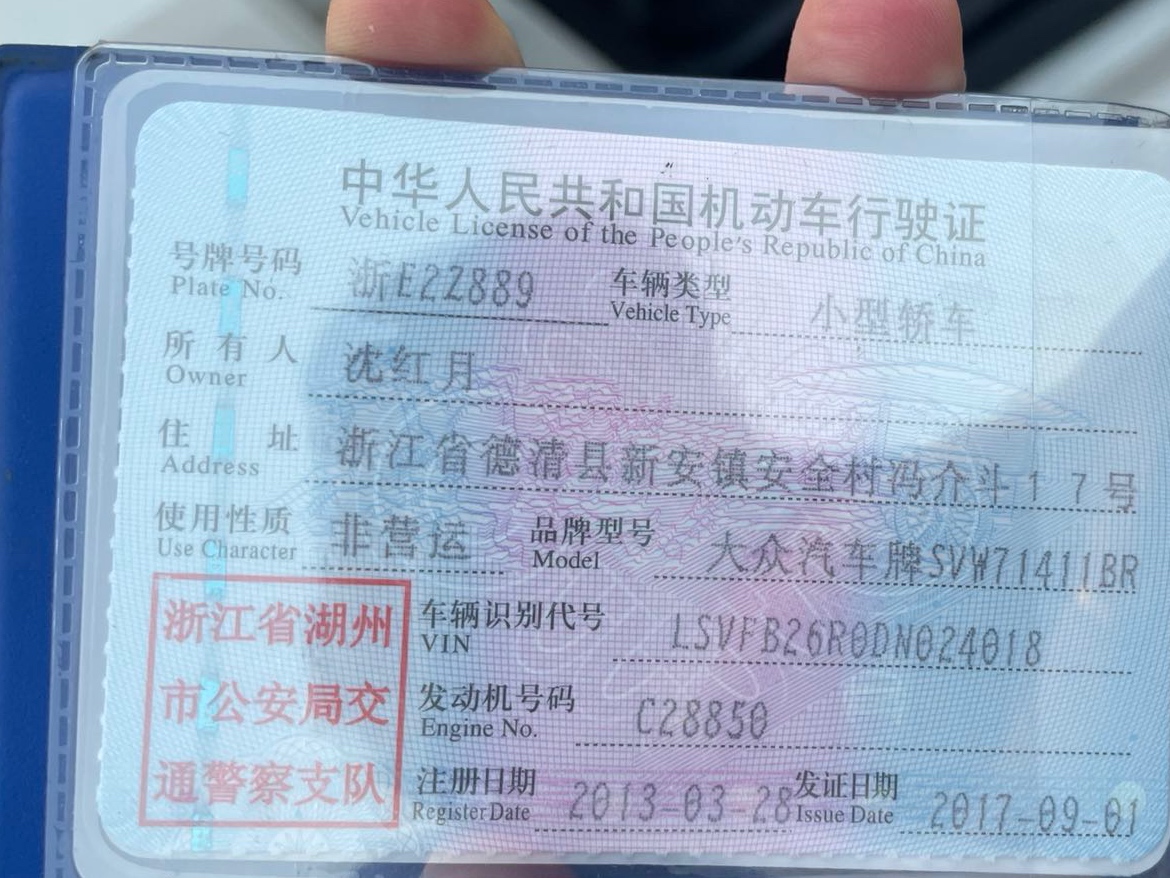 中华人民共和国机动车行驶证
Vehicle License of the People's Republic of China
号牌号码 浙E2Z889 车辆类型 小型轿车
Plate No. Vehicle Type
所有人 沈红月
Owner
住址 浙江省德清县新安镇安全村冯介斗17号
Address
使用性质 非营运 品牌型号 大众汽车牌SVW71411BR
Use Character Model
浙江省湖州
市公安局交
通警察支队
车辆识别代号 LSVFB26R0DN024018
VIN
发动机号码 C28850
Engine No.
注册日期 2013-03-28 发证日期 2017-09-01
Register Date Issue Date